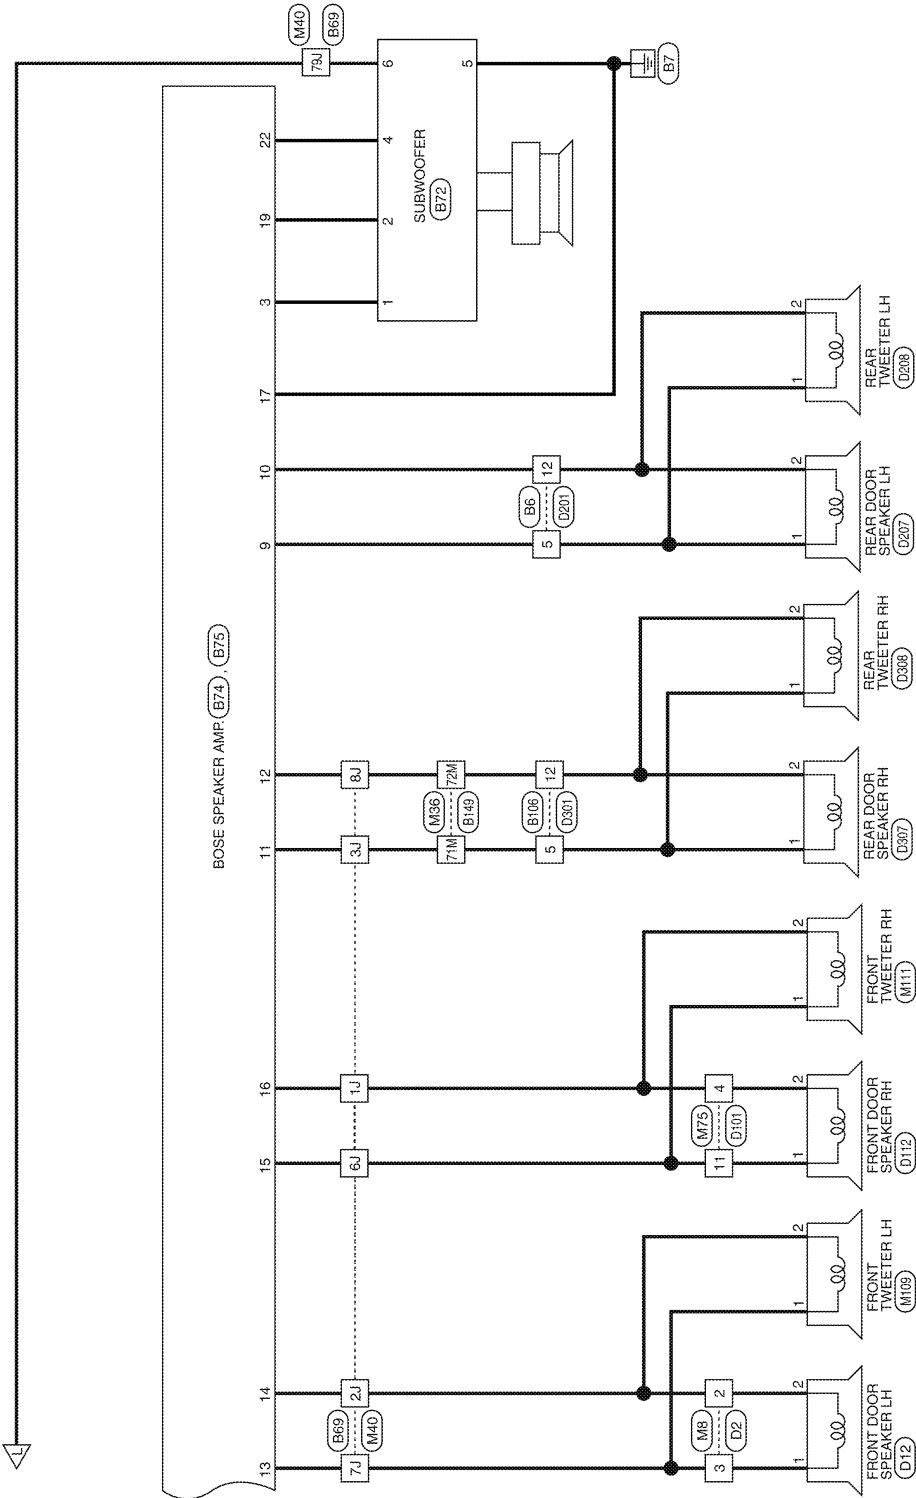 L
BOSE SPEAKER AMP. B74 , B75
13
14
15
16
11
12
9
10
17
3
19
22
B69
M40
7J
2J
6J
1J
3J
8J
M40
B69
79J
M36
B149
71M
72M
B106
D301
5
12
B6
D201
5
12
1
2
4
6
5
SUBWOOFER
B72
B7
M8
D2
3
2
M75
D101
11
4
1
2
FRONT DOOR
SPEAKER LH
D12
1
2
FRONT
TWEETER LH
M109
1
2
FRONT DOOR
SPEAKER RH
D112
1
2
FRONT
TWEETER RH
M111
1
2
REAR DOOR
SPEAKER RH
D307
1
2
REAR
TWEETER RH
D308
1
2
REAR DOOR
SPEAKER LH
D207
1
2
REAR
TWEETER LH
D208